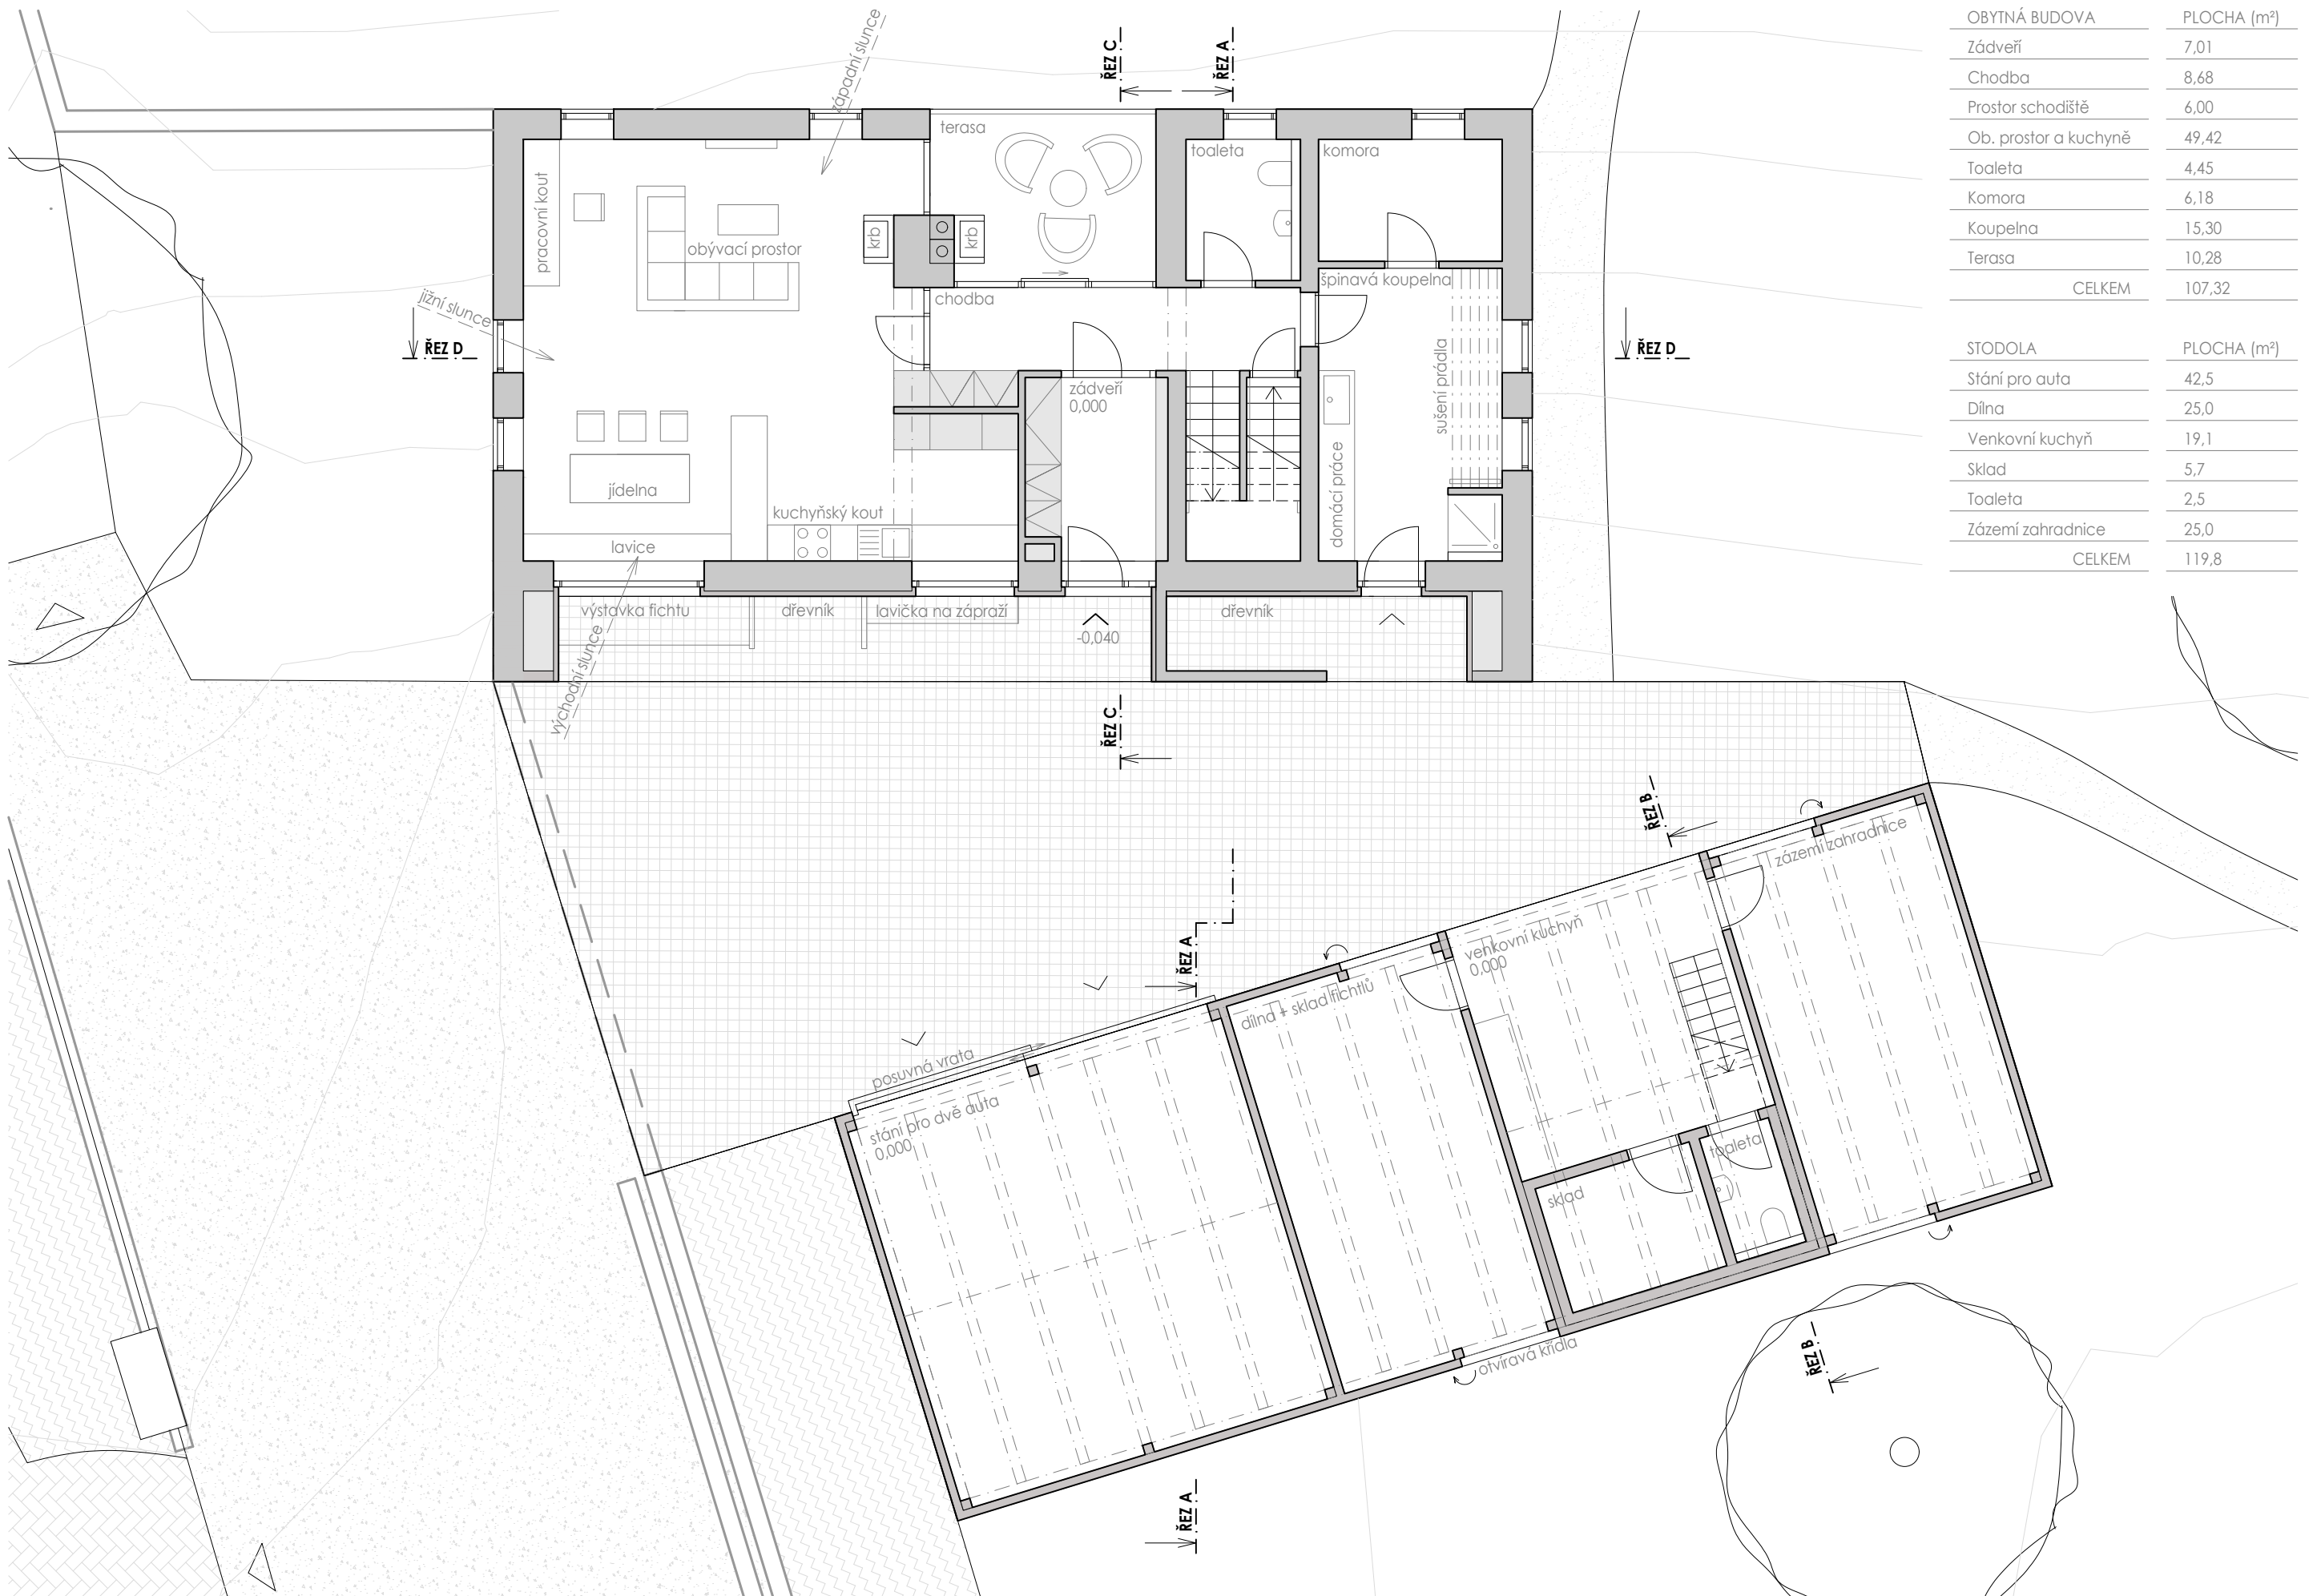 OBYTNÁ BUDOVA PLOCHA (m²)
Zádveří 7,01
Chodba 8,68
Prostor schodiště 6,00
Ob. prostor a kuchyně 49,42
Toaleta 4,45
Komora 6,18
Koupelna 15,30
Terasa 10,28
CELKEM 107,32
STODOLA PLOCHA (m²)
Stání pro auta 42,5
Dílna 25,0
Venkovní kuchyň 19,1
Sklad 5,7
Toaleta 2,5
Zázemí zahradnice 25,0
CELKEM 119,8
západní slunce
ŘEZ C
ŘEZ A
terasa
toaleta
komora
pracovní kout
obývací prostor
krb
krb
špinavá koupelna
chodba
jižní slunce
ŘEZ D
ŘEZ D
sušení prádla
zádveří
0,000
domácí práce
jídelna
kuchyňský kout
lavice
výstavka fichtu
dřevník
lavička na zápraží
dřevník
-0,040
východní slunce
ŘEZ C
ŘEZ B
zázemí zahradnice
ŘEZ A
venkovní kuchyň
0,000
dílna + sklad fichtlů
posuvná vrata
stání pro dvě auta
0,000
toaleta
sklad
otvíravá křídla
ŘEZ B
ŘEZ A